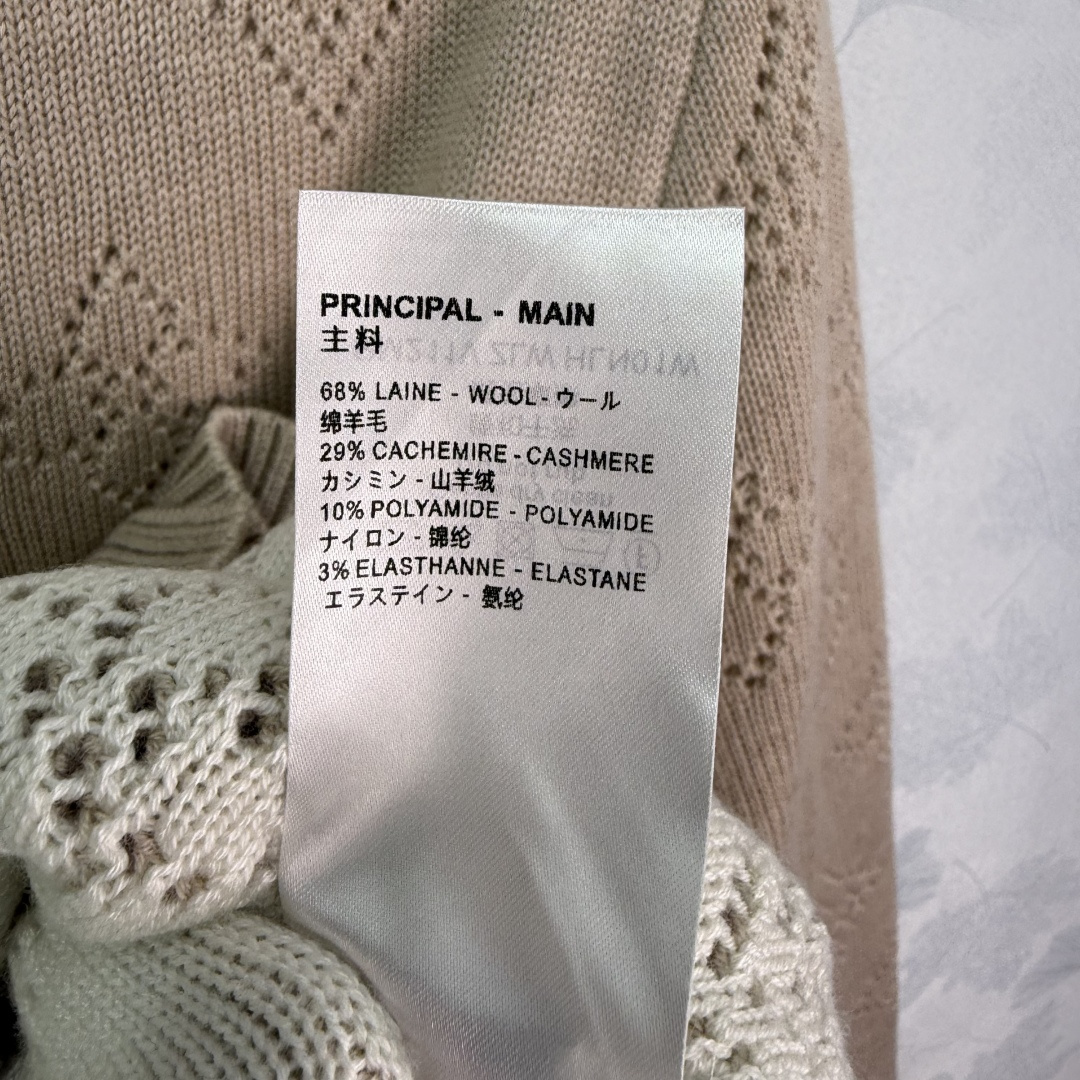 PRINCIPAL - MAIN
主料
68% LAINE - WOOL - ウール
绵羊毛
29% CACHEMIRE - CASHMERE
カシミン - 山羊绒
10% POLYAMIDE - POLYAMIDE
ナイロン - 锦纶
3% ELASTHANNE - ELASTANE
エラステイン - 氨纶